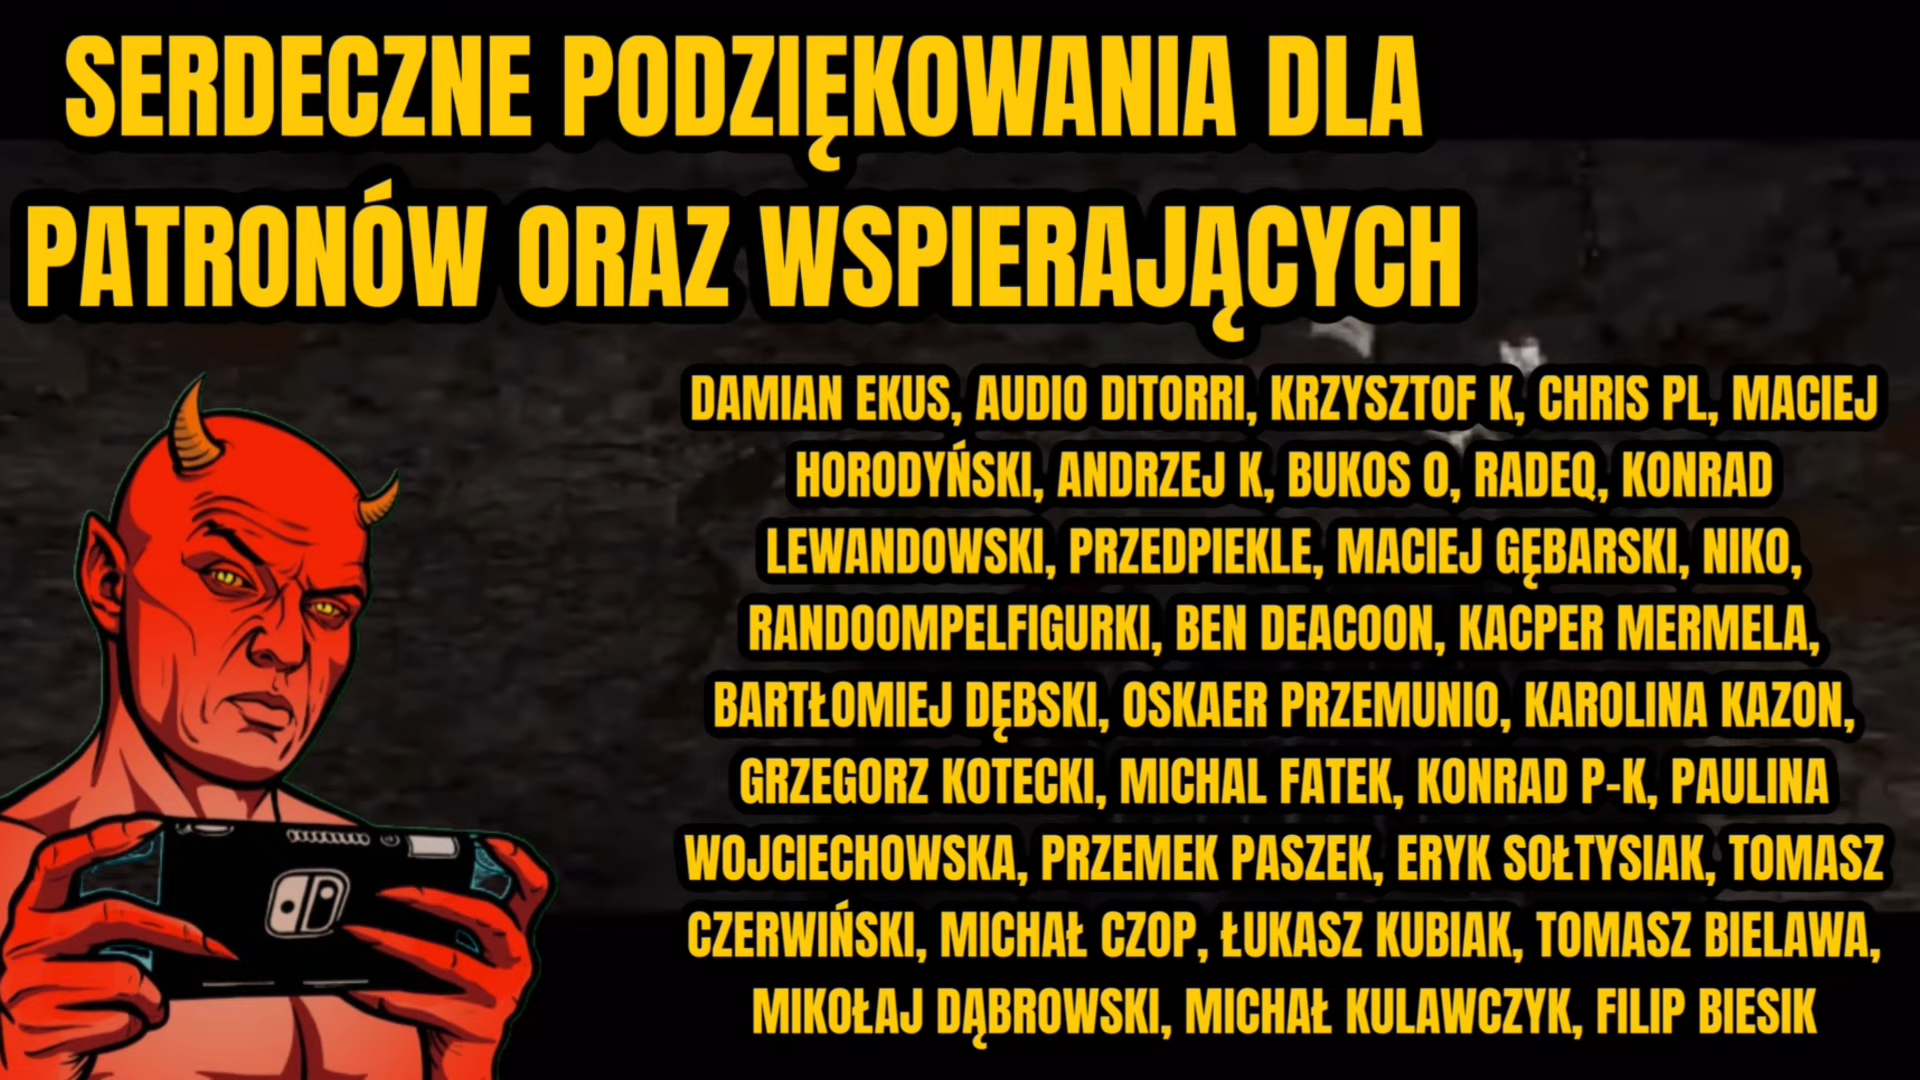 SERDECZNE PODZIĘKOWANIA DLA
PATRONÓW ORAZ WSPIERAJĄCYCH
DAMIAN EKUS, AUDIO DITORRI, KRZYSZTOF K, CHRIS PL, MACIEJ
HORODYŃSKI, ANDRZEJ K, BUKOS O, RADEQ, KONRAD
LEWANDOWSKI, PRZEDPIEKLE, MACIEJ GĘBARSKI, NIKO,
RANDOOMPELFIGURKI, BEN DEACOON, KACPER MERMELA,
BARTŁOMIEJ DĘBSKI, OSKAER PRZEMUNIO, KAROLINA KAZON,
GRZEGORZ KOTECKI, MICHAL FATEK, KONRAD P-K, PAULINA
WOJCIECHOWSKA, PRZEMEK PASZEK, ERYK SOŁTYSIAK, TOMASZ
CZERWIŃSKI, MICHAŁ CZOP, ŁUKASZ KUBIAK, TOMASZ BIELAWA,
MIKOŁAJ DĄBROWSKI, MICHAŁ KULAWCZYK, FILIP BIESIK